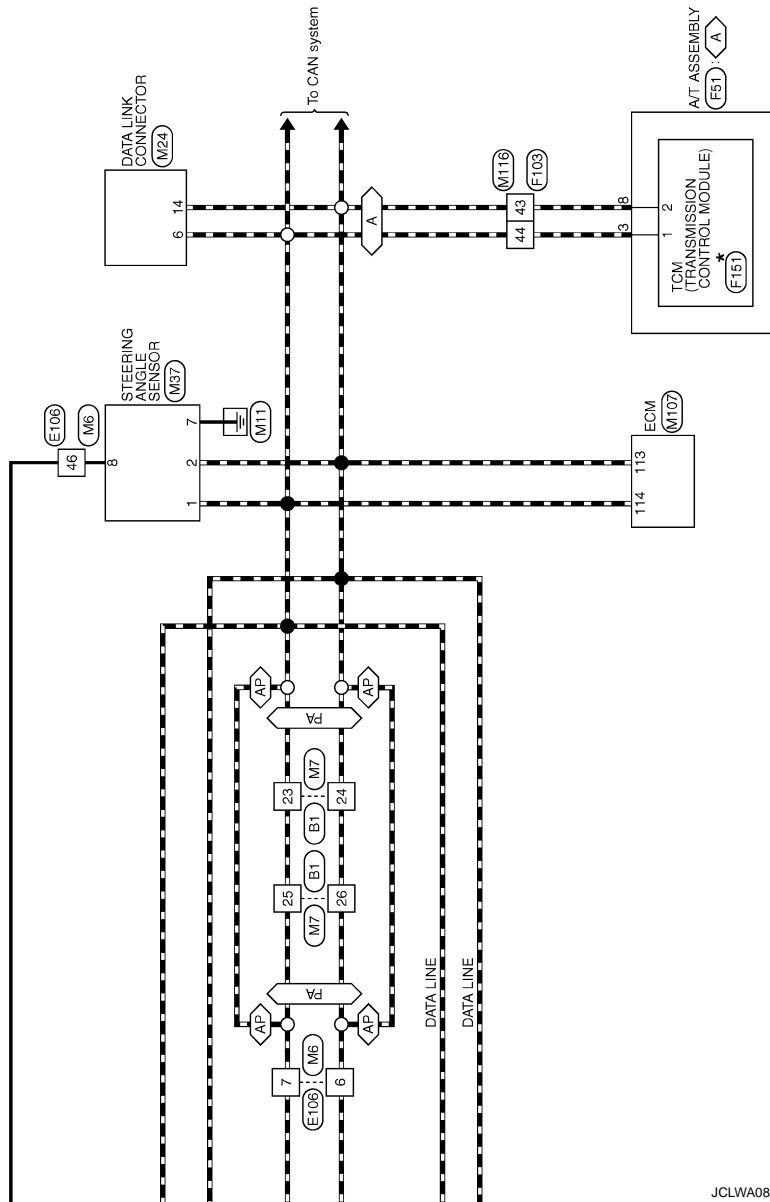 DATA LINK
CONNECTOR
M24
6
14
To CAN system
A
M116
F103
44
43
3
8
A/T ASSEMBLY
F51
:
A
1
2
TCM
(TRANSMISSION
CONTROL MODULE)
*
F151
STEERING
ANGLE
SENSOR
M37
E106
M6
46
8
1
2
7
M11
ECM
M107
114
113
AP
AP
PA
M7
23
24
B1
B1
25
26
M7
PA
AP
AP
M6
7
6
E106
DATA LINE
DATA LINE
JCLWA08